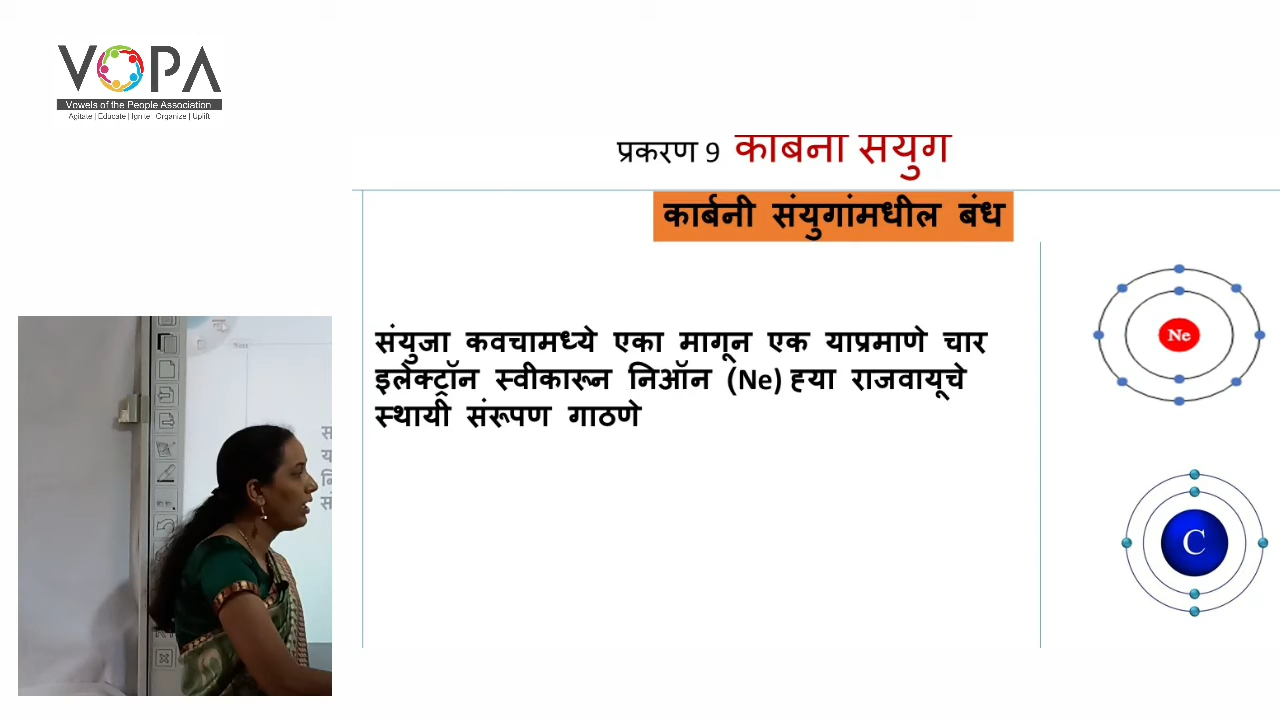 VOPA
Vowels of the People Association
Agitate | Educate | Ignite | Organize | Uplift
प्रकरण 9 कार्बनी संयुगे
कार्बनी संयुगांमधील बंध
संयुजा कवचामध्ये एका मागून एक याप्रमाणे चार
इलेक्ट्रॉन स्वीकारून निऑन (Ne) ह्या राजवायूचे
स्थायी संरूपण गाठणे
Ne
C